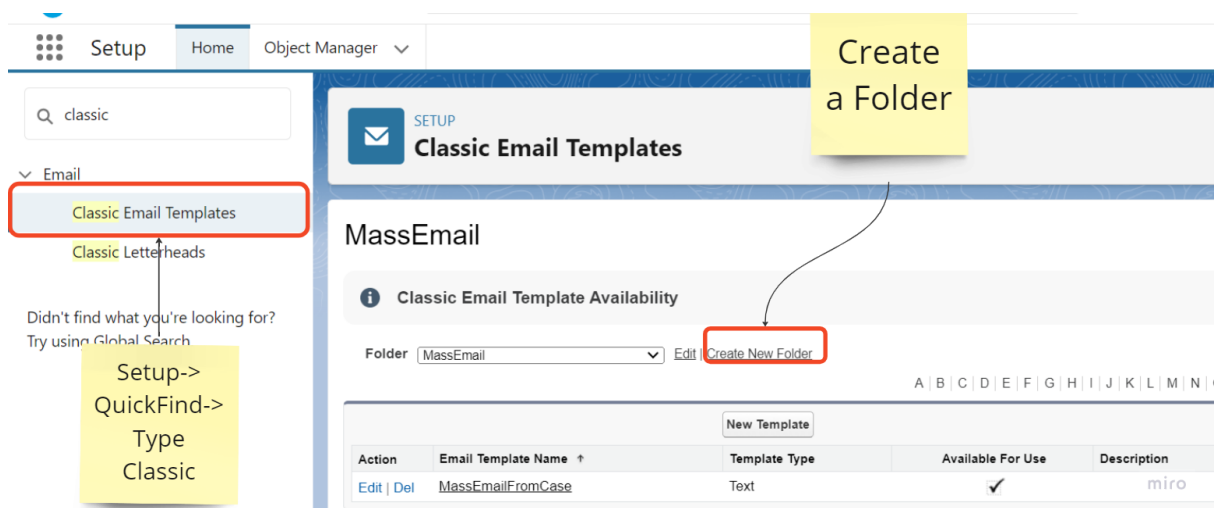 Setup
Home
Object Manager
Create
a Folder
classic
SETUP
Classic Email Templates
Email
Classic Email Templates
Classic Letterheads
Didn't find what you're looking for?
Try using Global Search.
Setup->
QuickFind->
Type
Classic
MassEmail
Classic Email Template Availability
Folder MassEmail Edit | Create New Folder
A | B | C | D | E | F | G | H | I | J | K | L | M | N |
New Template
Action Email Template Name Template Type Available For Use Description
Edit | Del MassEmailFromCase Text
miro